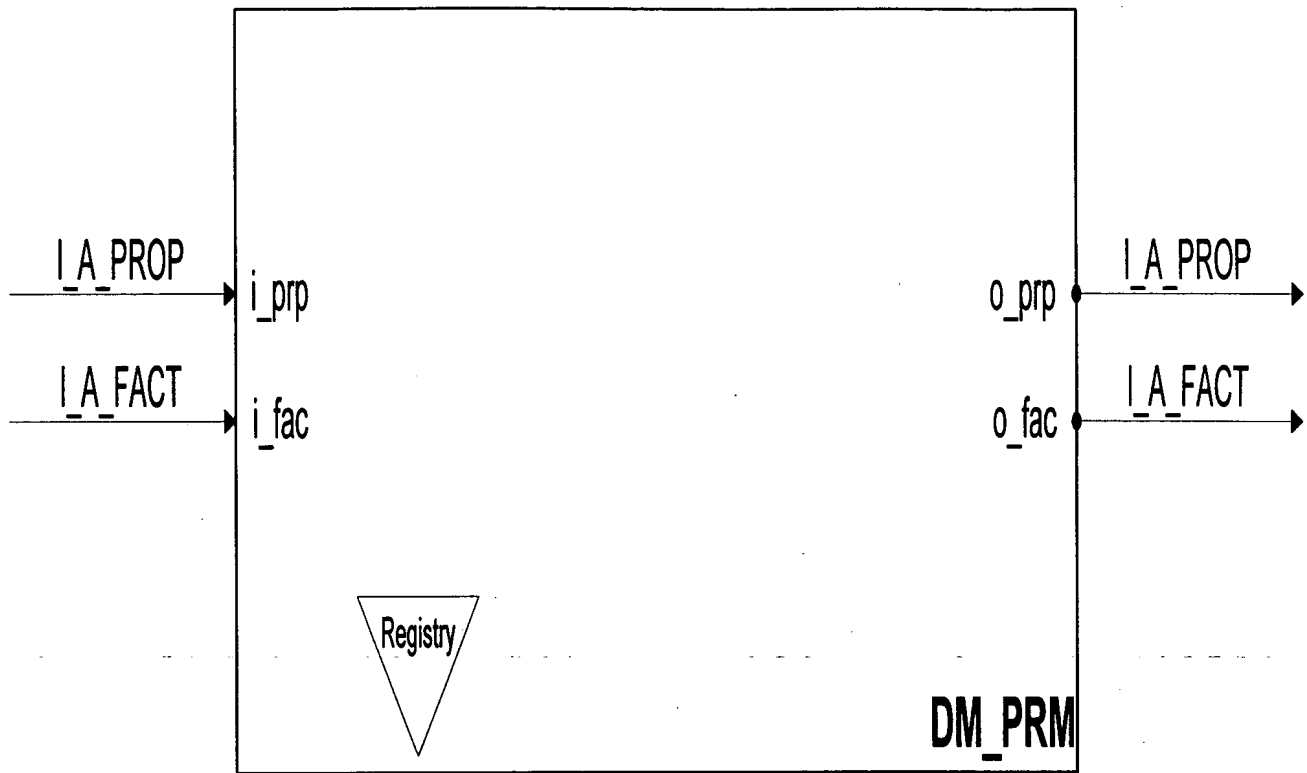 I_A_PROP
i_prp
o_prp
I_A_PROP
I_A_FACT
i_fac
o_fac
I_A_FACT
Registry
DM_PRM